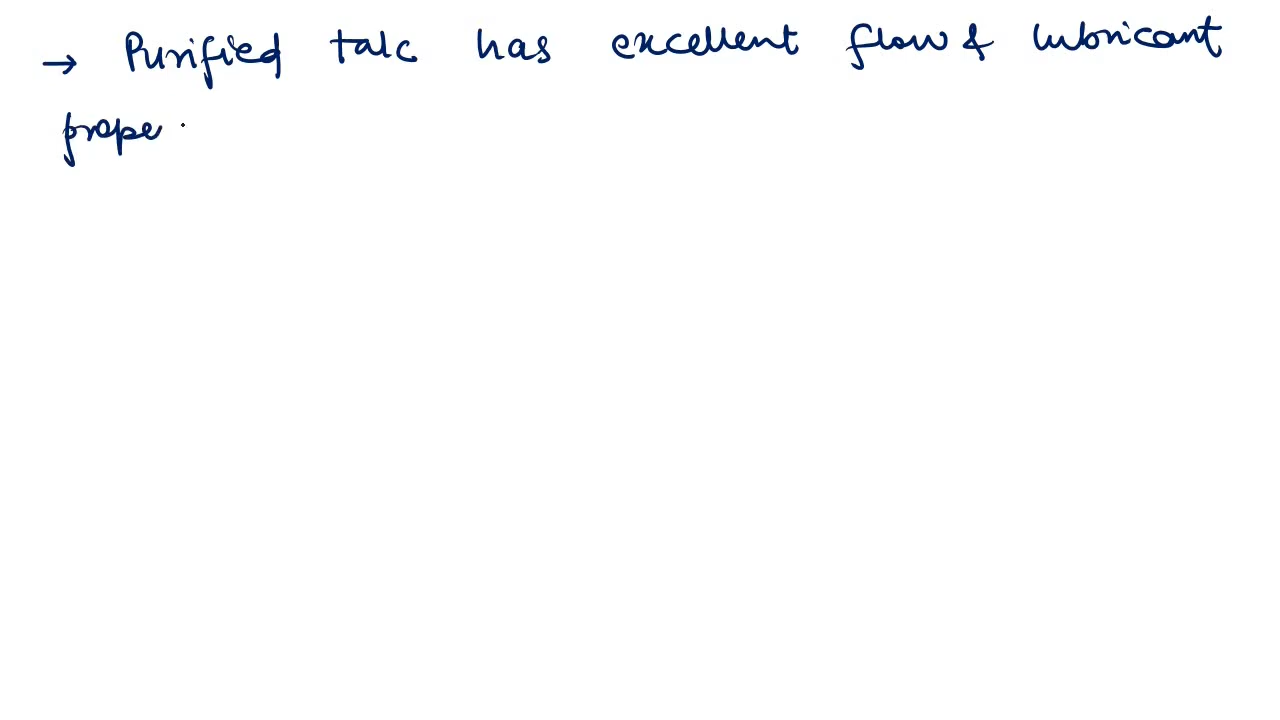 → Purified talc has excellent flow & lubricant
prope